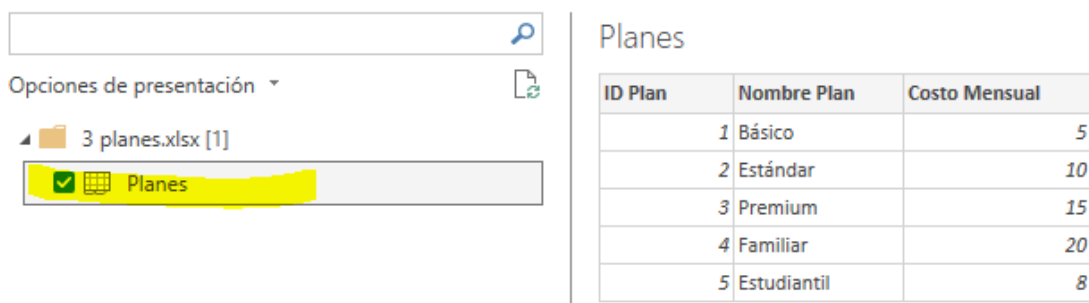 Opciones de presentación
3 planes.xlsx [1]
Planes
Planes
ID Plan Nombre Plan Costo Mensual
1 Básico 5
2 Estándar 10
3 Premium 15
4 Familiar 20
5 Estudiantil 8